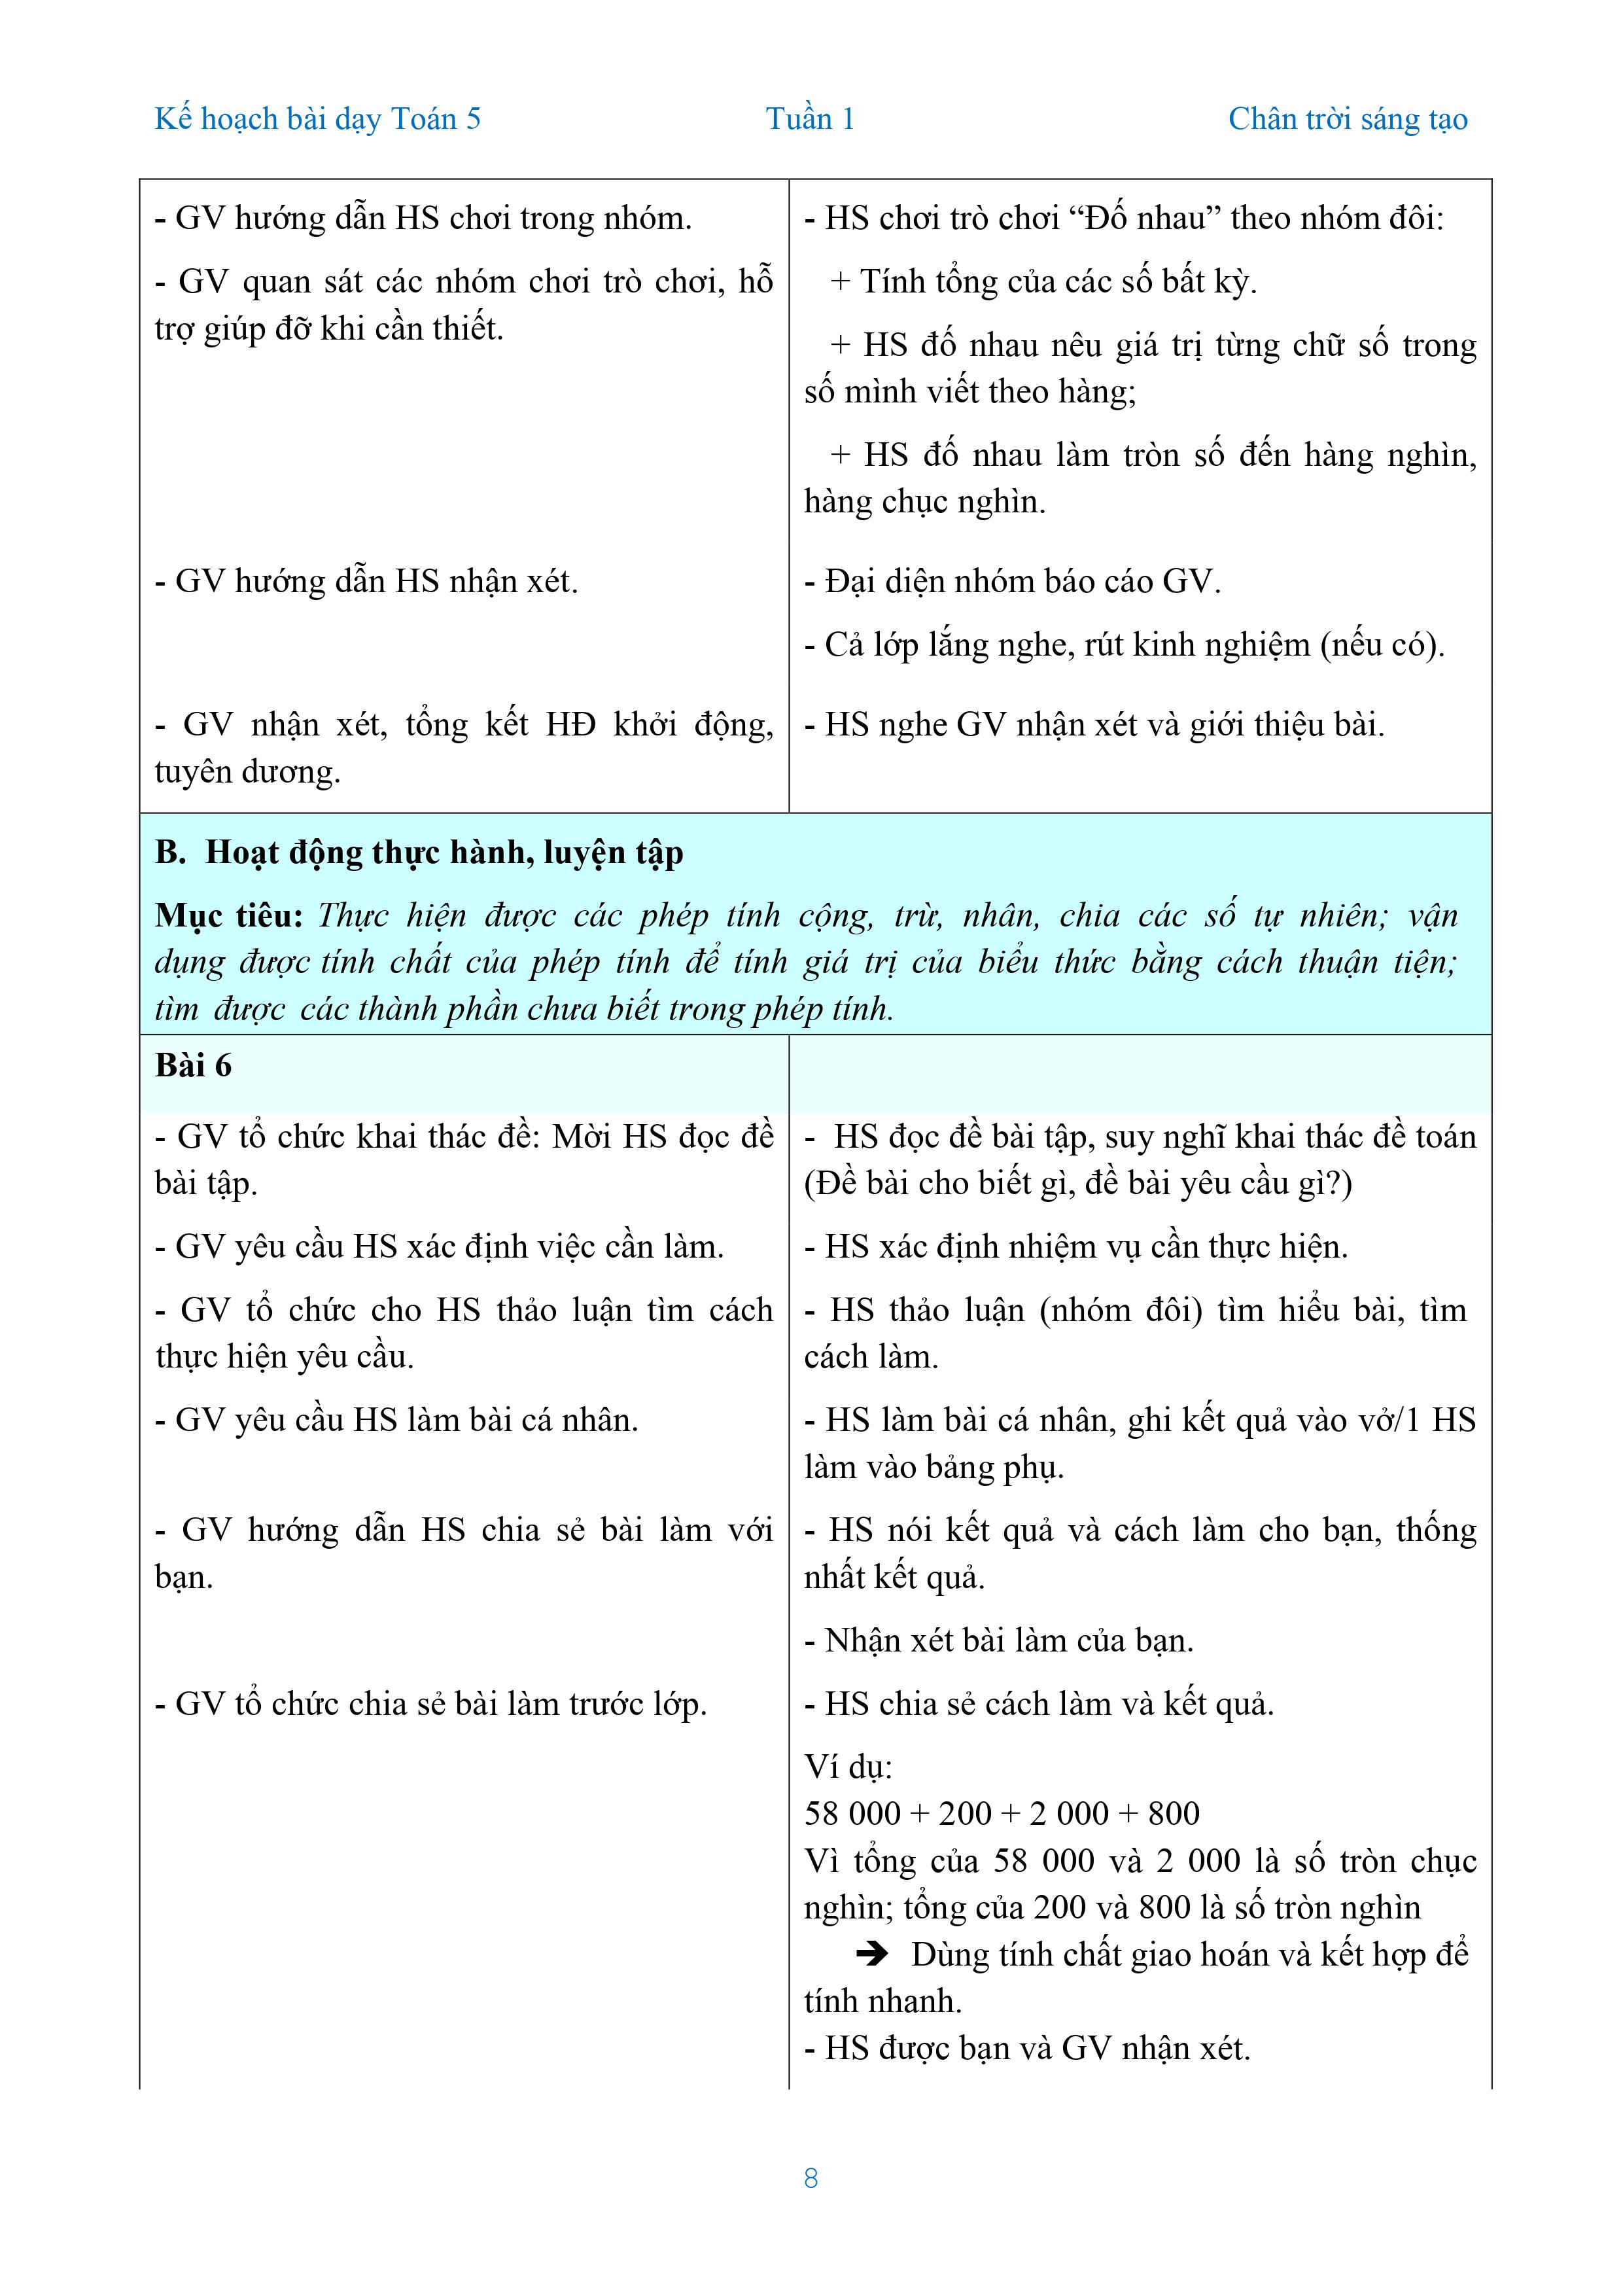 Kế hoạch bài dạy Toán 5 Tuần 1 Chân trời sáng tạo
- GV hướng dẫn HS chơi trong nhóm.
- GV quan sát các nhóm chơi trò chơi, hỗ
trợ giúp đỡ khi cần thiết.
- HS chơi trò chơi “Đố nhau” theo nhóm đôi:
+ Tính tổng của các số bất kỳ.
+ HS đố nhau nêu giá trị từng chữ số trong
số mình viết theo hàng;
+ HS đố nhau làm tròn số đến hàng nghìn,
hàng chục nghìn.
- GV hướng dẫn HS nhận xét.
- Đại diện nhóm báo cáo GV.
- Cả lớp lắng nghe, rút kinh nghiệm (nếu có).
- GV nhận xét, tổng kết HĐ khởi động,
tuyên dương.
- HS nghe GV nhận xét và giới thiệu bài.
B. Hoạt động thực hành, luyện tập
Mục tiêu: Thực hiện được các phép tính cộng, trừ, nhân, chia các số tự nhiên; vận
dụng được tính chất của phép tính để tính giá trị của biểu thức bằng cách thuận tiện;
tìm được các thành phần chưa biết trong phép tính.
Bài 6
- GV tổ chức khai thác đề: Mời HS đọc đề
bài tập.
- HS đọc đề bài tập, suy nghĩ khai thác đề toán
(Đề bài cho biết gì, đề bài yêu cầu gì?)
- GV yêu cầu HS xác định việc cần làm.
- HS xác định nhiệm vụ cần thực hiện.
- GV tổ chức cho HS thảo luận tìm cách
thực hiện yêu cầu.
- HS thảo luận (nhóm đôi) tìm hiểu bài, tìm
cách làm.
- GV yêu cầu HS làm bài cá nhân.
- HS làm bài cá nhân, ghi kết quả vào vở/1 HS
làm vào bảng phụ.
- GV hướng dẫn HS chia sẻ bài làm với
bạn.
- HS nói kết quả và cách làm cho bạn, thống
nhất kết quả.
- Nhận xét bài làm của bạn.
- GV tổ chức chia sẻ bài làm trước lớp.
- HS chia sẻ cách làm và kết quả.
Ví dụ:
58 000 + 200 + 2 000 + 800
Vì tổng của 58 000 và 2 000 là số tròn chục
nghìn; tổng của 200 và 800 là số tròn nghìn
➔ Dùng tính chất giao hoán và kết hợp để
tính nhanh.
- HS được bạn và GV nhận xét.
8